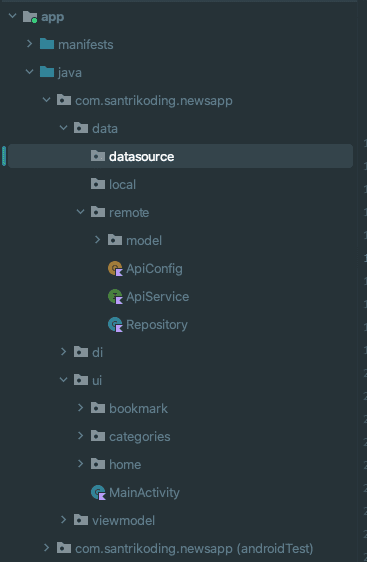 app
manifests
java
com.santrikoding.newsapp
data
datasource
local
remote
model
ApiConfig
ApiService
Repository
di
ui
bookmark
categories
home
MainActivity
viewmodel
com.santrikoding.newsapp (androidTest)